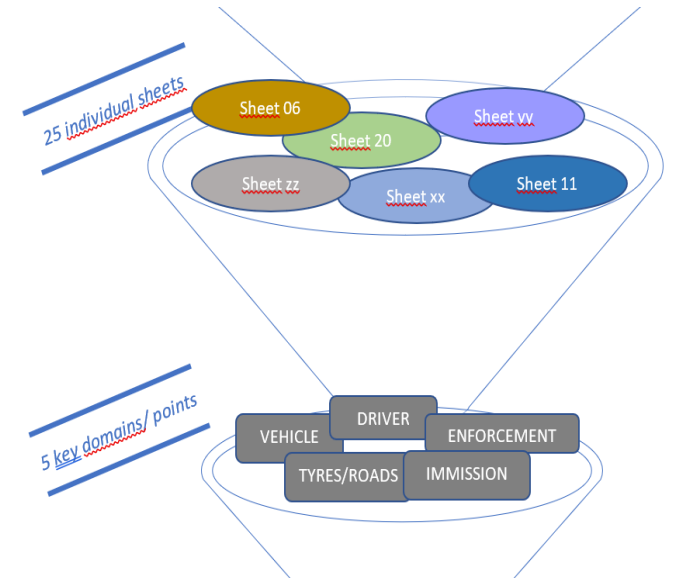 25 individual sheets
Sheet 06
Sheet vv
Sheet 20
Sheet zz
Sheet xx
Sheet 11
5 key domains/ points
DRIVER
VEHICLE
ENFORCEMENT
TYRES/ROADS
IMMISSION